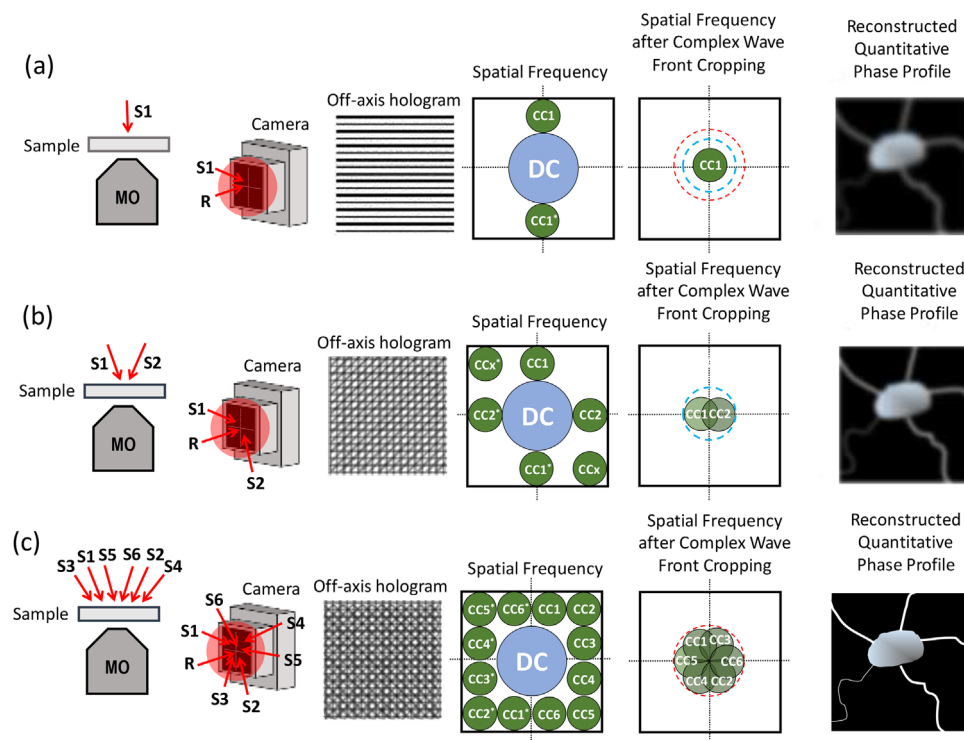 (a)
S1
Sample
MO
Camera
S1
R
Off-axis hologram
Spatial Frequency
CC1
DC
CC1*
Spatial Frequency
after Complex Wave
Front Cropping
CC1
Reconstructed
Quantitative
Phase Profile
(b)
S1
S2
Sample
MO
Camera
S1
R
S2
Off-axis hologram
Spatial Frequency
CCx*
CC1
CC2*
DC
CC2
CC1*
CCx
Spatial Frequency
after Complex Wave
Front Cropping
CC1
CC2
Reconstructed
Quantitative
Phase Profile
(c)
S3
S1
S5
S6
S2
S4
Sample
MO
Camera
S6
S4
S1
R
S5
S3
S2
Off-axis hologram
Spatial Frequency
CC5*
CC6*
CC1
CC2
CC4*
DC
CC3
CC3*
CC4
CC2*
CC1*
CC6
CC5
Spatial Frequency
after Complex Wave
Front Cropping
CC1
CC3
CC5
CC6
CC4
CC2
Reconstructed
Quantitative
Phase Profile